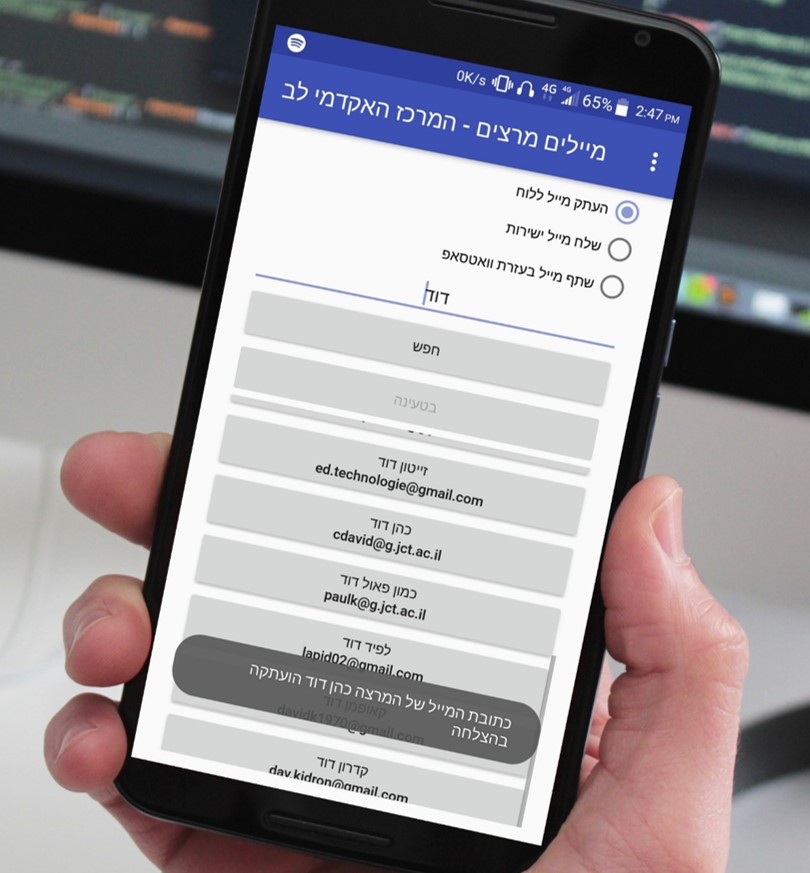 0K/s 4G 4G 65% 2:47 PM
מיילים מרצים - המרכז האקדמי לב
העתק מייל ללוח
שלח מייל ישירות
שתף מייל בעזרת וואטסאפ
דוד
חפש
בטעינה
זייטון דוד
ed.technologie@gmail.com
כהן דוד
cdavid@g.jct.ac.il
כמון פאול דוד
paulk@g.jct.ac.il
לפיד דוד
lapid02@gmail.com
כתובת המייל של המרצה כהן דוד הועתקה
בהצלחה
קאופמן דוד
davidk1970@gmail.com
קדרון דוד
dav.kidron@gmail.com